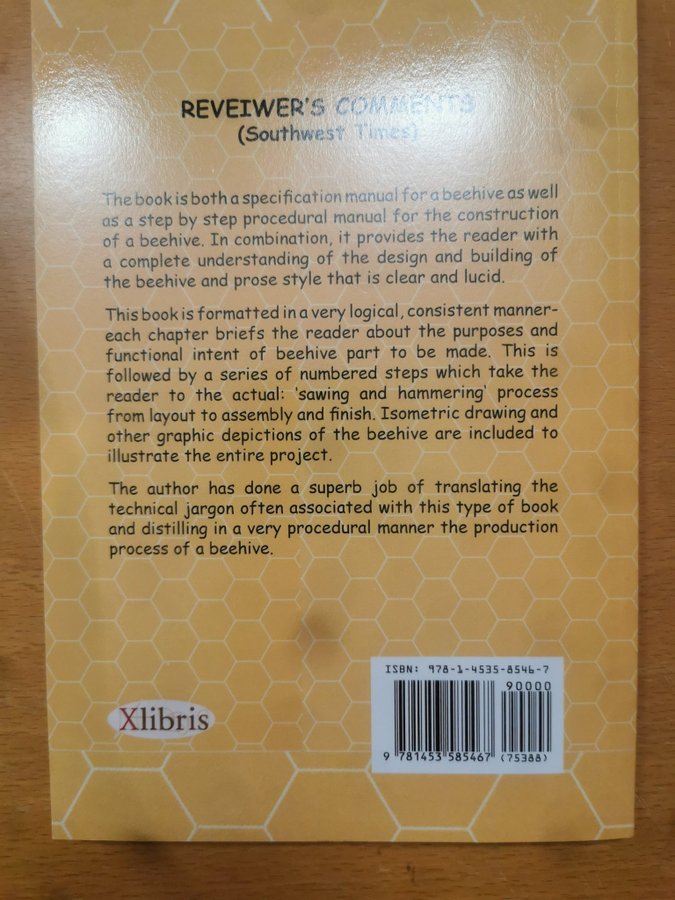 REVEIWER'S COMMENTS
(Southwest Times)
The book is both a specification manual for a beehive as well
as a step by step procedural manual for the construction
of a beehive. In combination, it provides the reader with
a complete understanding of the design and building of
the beehive and prose style that is clear and lucid.
This book is formatted in a very logical, consistent manner-
each chapter briefs the reader about the purposes and
functional intent of beehive part to be made. This is
followed by a series of numbered steps which take the
reader to the actual: 'sawing and hammering' process
from layout to assembly and finish. Isometric drawing and
other graphic depictions of the beehive are included to
illustrate the entire project.
The author has done a superb job of translating the
technical jargon often associated with this type of book
and distilling in a very procedural manner the production
process of a beehive.
ISBN: 978-1-4535-8546-7
90000
9 781453 585467 (75388)
Xlibris